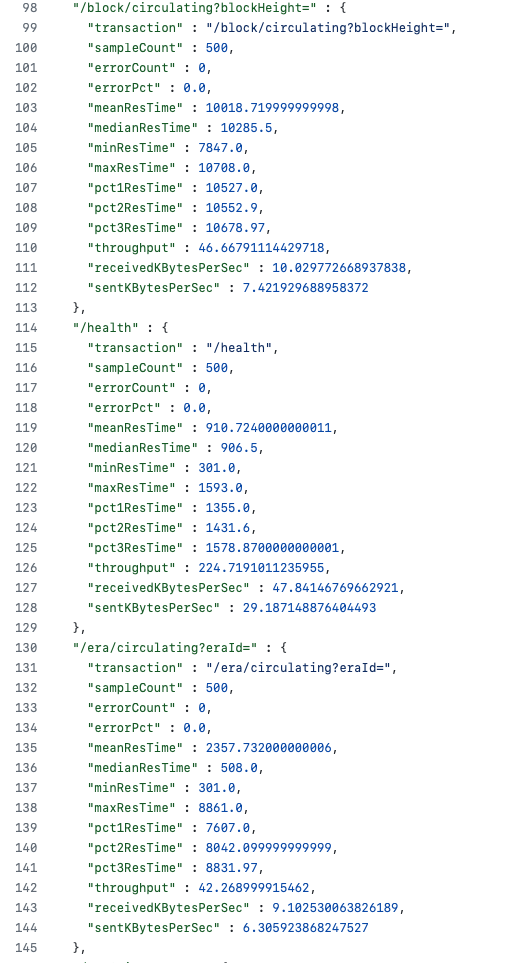 98 "/block/circulating?blockHeight=" : {
99 "transaction" : "/block/circulating?blockHeight=",
100 "sampleCount" : 500,
101 "errorCount" : 0,
102 "errorPct" : 0.0,
103 "meanResTime" : 10018.719999999998,
104 "medianResTime" : 10285.5,
105 "minResTime" : 7847.0,
106 "maxResTime" : 10708.0,
107 "pct1ResTime" : 10527.0,
108 "pct2ResTime" : 10552.9,
109 "pct3ResTime" : 10678.97,
110 "throughput" : 46.66791114429718,
111 "receivedKBytesPerSec" : 10.029772668937838,
112 "sentKBytesPerSec" : 7.421929688958372
113 },
114 "/health" : {
115 "transaction" : "/health",
116 "sampleCount" : 500,
117 "errorCount" : 0,
118 "errorPct" : 0.0,
119 "meanResTime" : 910.7240000000011,
120 "medianResTime" : 906.5,
121 "minResTime" : 301.0,
122 "maxResTime" : 1593.0,
123 "pct1ResTime" : 1355.0,
124 "pct2ResTime" : 1431.6,
125 "pct3ResTime" : 1578.8700000000001,
126 "throughput" : 224.7191011235955,
127 "receivedKBytesPerSec" : 47.84146769662921,
128 "sentKBytesPerSec" : 29.187148876404493
129 },
130 "/era/circulating?eraId=" : {
131 "transaction" : "/era/circulating?eraId=",
132 "sampleCount" : 500,
133 "errorCount" : 0,
134 "errorPct" : 0.0,
135 "meanResTime" : 2357.732000000006,
136 "medianResTime" : 508.0,
137 "minResTime" : 301.0,
138 "maxResTime" : 8861.0,
139 "pct1ResTime" : 7607.0,
140 "pct2ResTime" : 8042.099999999999,
141 "pct3ResTime" : 8831.97,
142 "throughput" : 42.268999915462,
143 "receivedKBytesPerSec" : 9.102530063826189,
144 "sentKBytesPerSec" : 6.305923868247527
145 },